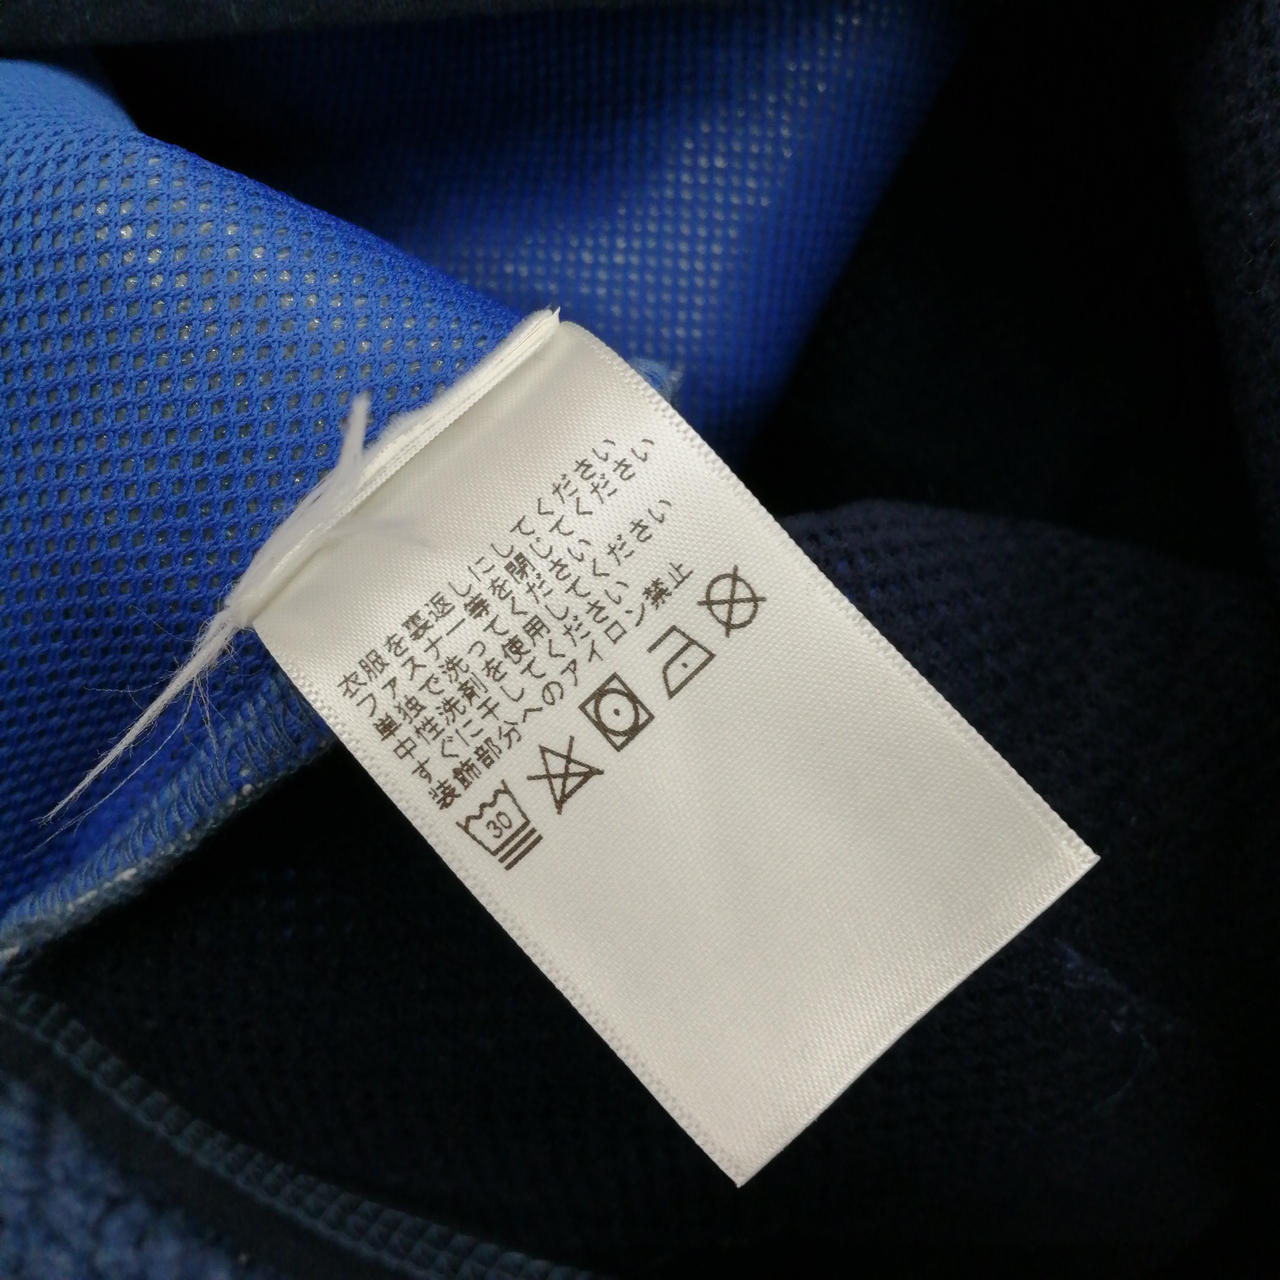 衣服を裏返しにしてください
ファスナー等を閉じてください
単独で洗ってください
中性洗剤を使用してください
すぐに干してください
装飾部分へのアイロン禁止
30